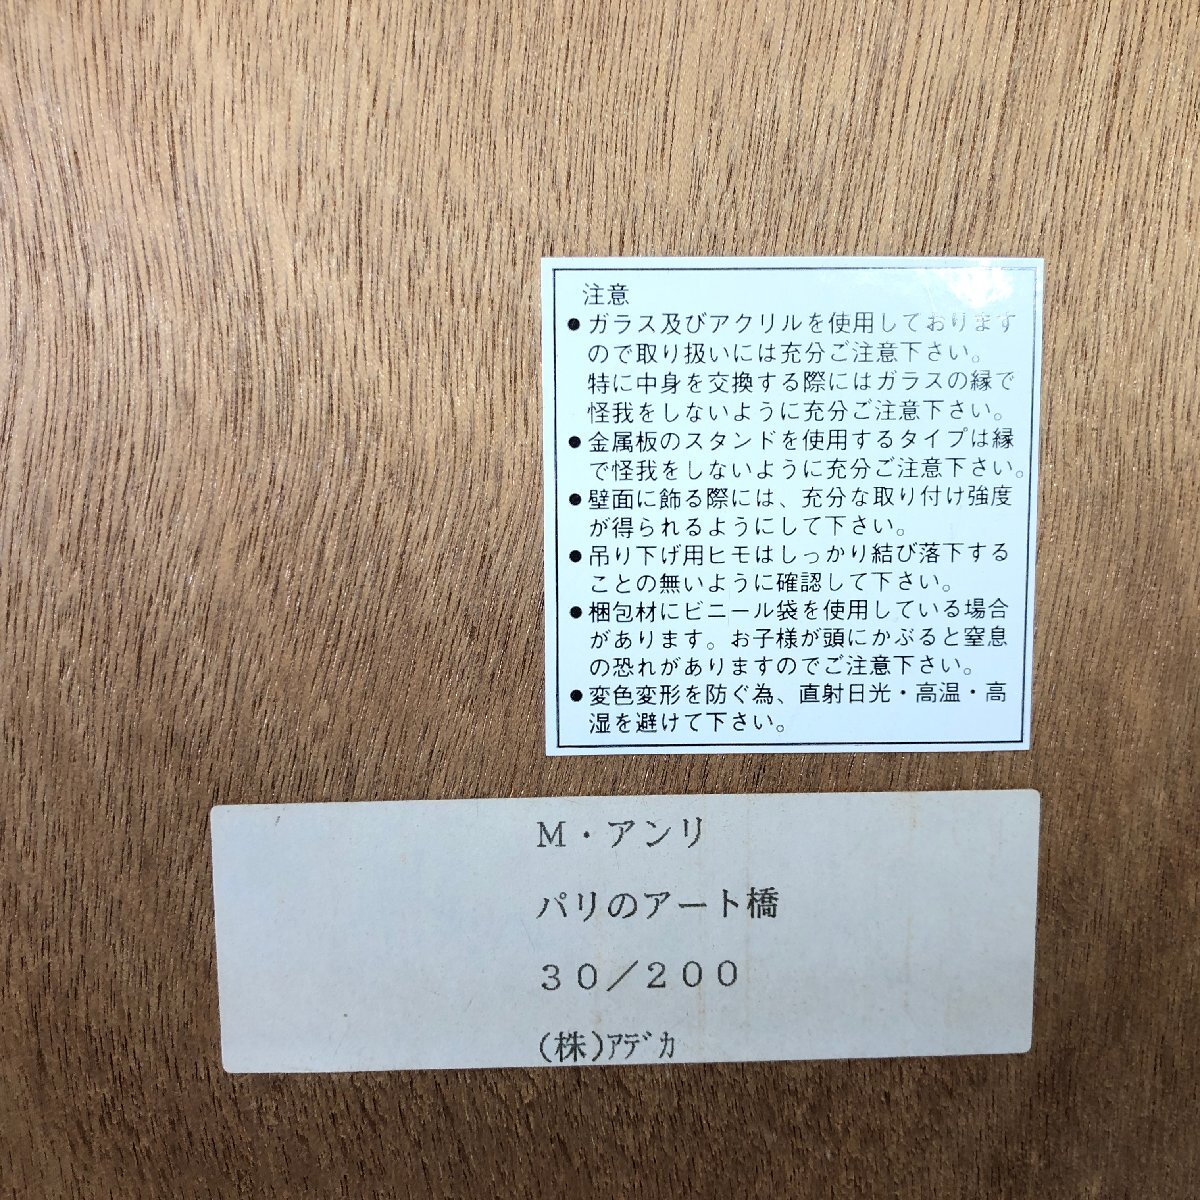 注意
●ガラス及びアクリルを使用しております
ので取り扱いには充分ご注意下さい。
特に中身を交換する際にはガラスの縁で
怪我をしないように充分ご注意下さい。
●金属板のスタンドを使用するタイプは縁
で怪我をしないように充分ご注意下さい。
●壁面に飾る際には、充分な取り付け強度
が得られるようにして下さい。
●吊り下げ用ヒモはしっかり結び落下する
ことの無いように確認して下さい。
●梱包材にビニール袋を使用している場合
があります。お子様が頭にかぶると窒息
の恐れがありますのでご注意下さい。
●変色変形を防ぐ為、直射日光・高温・高
湿を避けて下さい。
Ｍ・アンリ
パリのアート橋
３０／２００
（株）ｱﾃﾞカ